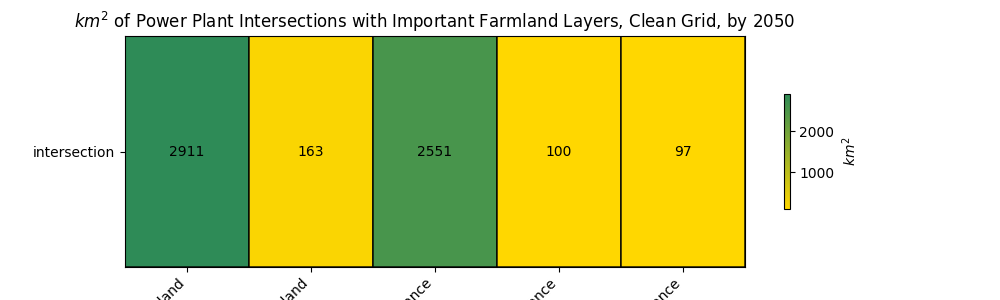 km² of Power Plant Intersections with Important Farmland Layers, Clean Grid, by 2050
intersection
2911 163 2551 100 97
2000
1000
km²